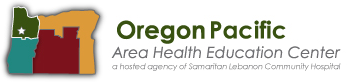 Oregon Pacific
Area Health Education Center
a hosted agency of Samaritan Lebanon Community Hospital